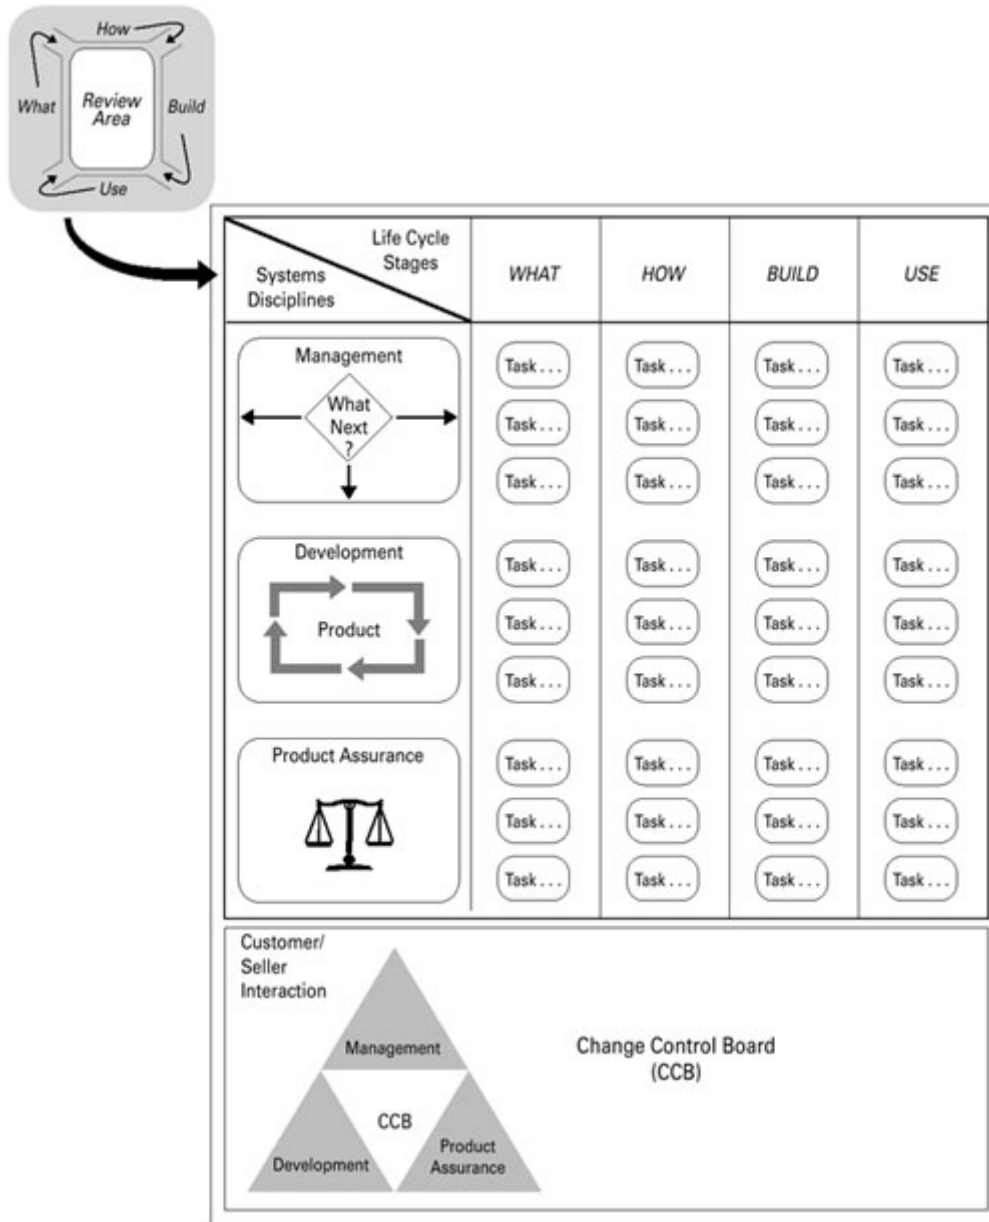 How
What
Review
Area
Build
Use
Life Cycle
Stages
Systems
Disciplines
WHAT
HOW
BUILD
USE
Management
What
Next
?
Task . . .
Task . . .
Task . . .
Task . . .
Task . . .
Task . . .
Task . . .
Task . . .
Task . . .
Task . . .
Task . . .
Task . . .
Development
Product
Task . . .
Task . . .
Task . . .
Task . . .
Task . . .
Task . . .
Task . . .
Task . . .
Task . . .
Task . . .
Task . . .
Task . . .
Product Assurance
Task . . .
Task . . .
Task . . .
Task . . .
Task . . .
Task . . .
Task . . .
Task . . .
Task . . .
Task . . .
Task . . .
Task . . .
Customer/
Seller
Interaction
Management
CCB
Development
Product
Assurance
Change Control Board
(CCB)